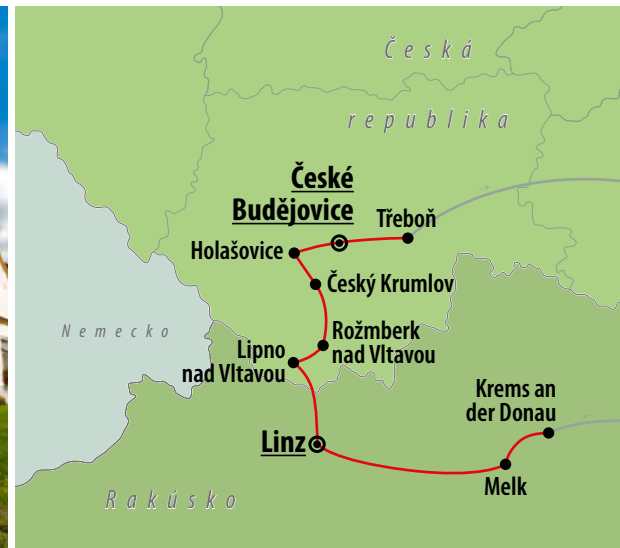 Česká
republika
České
Budějovice
Třeboň
Holašovice
Český Krumlov
Nemecko
Rožmberk
nad Vltavou
Lipno
nad Vltavou
Krems an
der Donau
Linz
Melk
Rakúsko